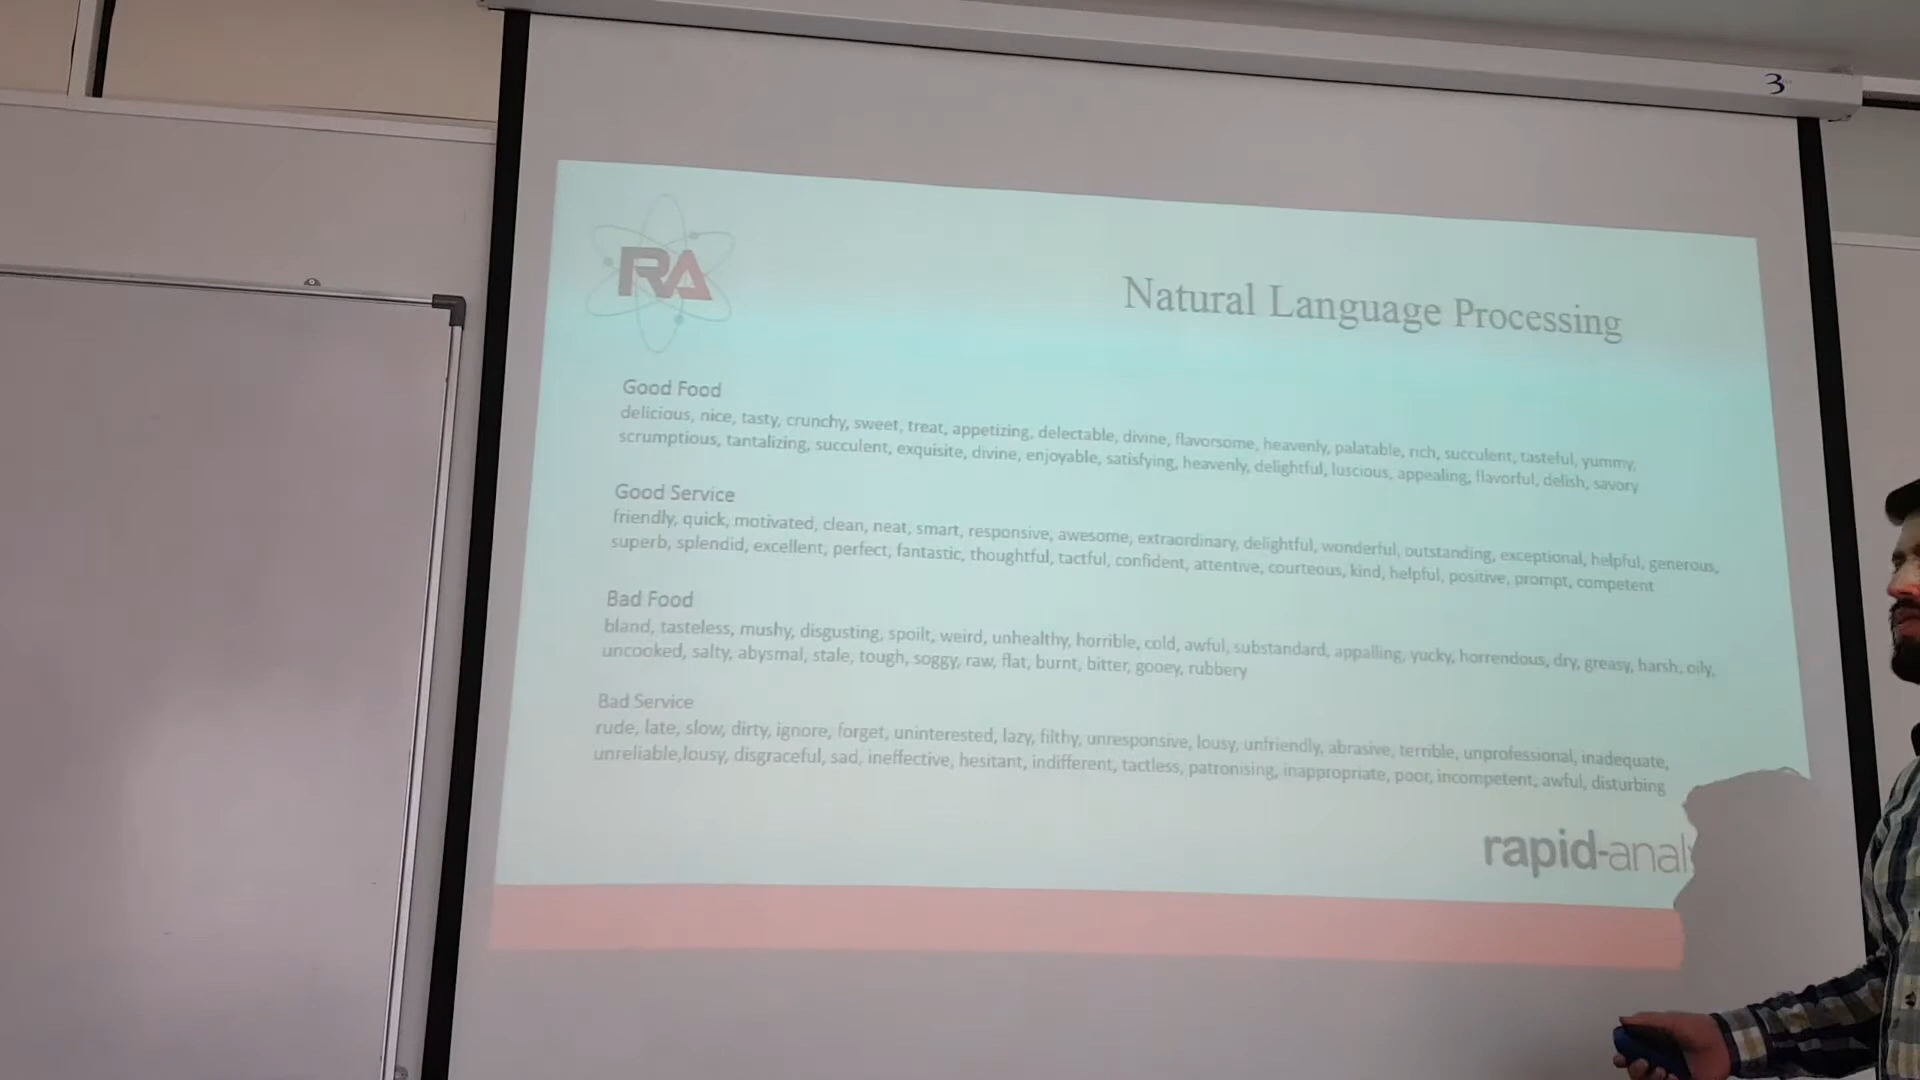 3
RA
Natural Language Processing
Good Food
delicious, nice, tasty, crunchy, sweet, treat, appetizing, delectable, divine, flavorsome, heavenly, palatable, rich, succulent, tasteful, yummy,
scrumptious, tantalizing, succulent, exquisite, divine, enjoyable, satisfying, heavenly, delightful, luscious, appealing, flavorful, delish, savory
Good Service
friendly, quick, motivated, clean, neat, smart, responsive, awesome, extraordinary, delightful, wonderful, outstanding, exceptional, helpful, generous,
superb, splendid, excellent, perfect, fantastic, thoughtful, tactful, confident, attentive, courteous, kind, helpful, positive, prompt, competent
Bad Food
bland, tasteless, mushy, disgusting, spoilt, weird, unhealthy, horrible, cold, awful, substandard, appalling, yucky, horrendous, dry, greasy, harsh, oily,
uncooked, salty, abysmal, stale, tough, soggy, raw, flat, burnt, bitter, gooey, rubbery
Bad Service
rude, late, slow, dirty, ignore, forget, uninterested, lazy, filthy, unresponsive, lousy, unfriendly, abrasive, terrible, unprofessional, inadequate,
unreliable,lousy, disgraceful, sad, ineffective, hesitant, indifferent, tactless, patronising, inappropriate, poor, incompetent, awful, disturbing
rapid-anal